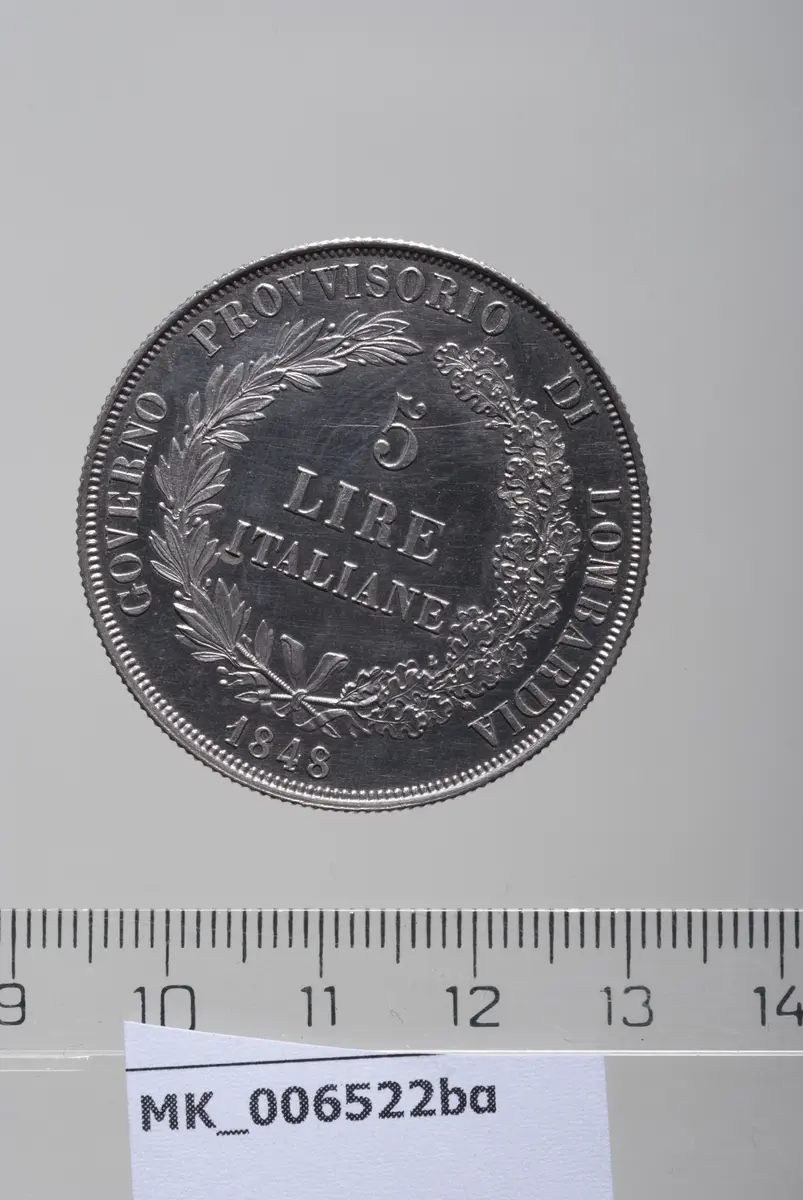 GOVERNO PROVVISORIO DI LOMBARDIA
5
LIRE
ITALIANE
1848
9 10 11 12 13 14
MK_006522ba